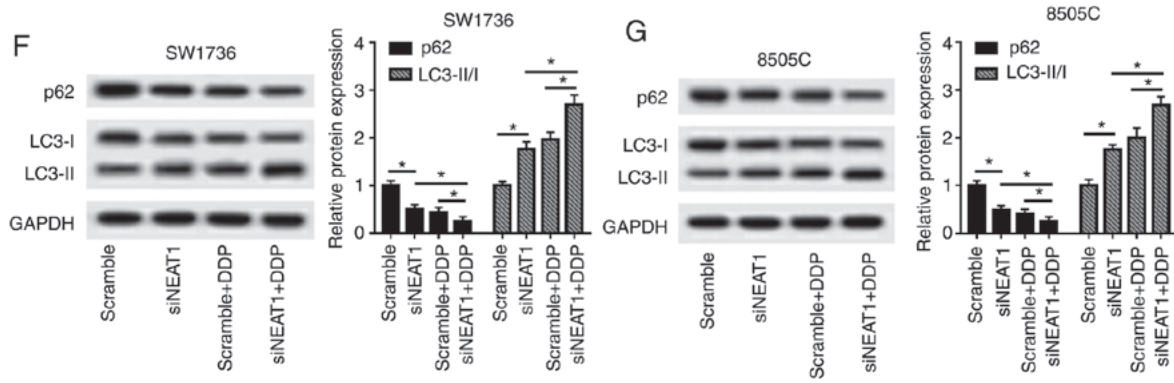 F
SW1736
p62
LC3-I
LC3-II
GAPDH
Scramble
siNEAT1
Scramble+DDP
siNEAT1+DDP
SW1736
Relative protein expression
4
3
2
1
0
p62
LC3-II/I
*
*
*
*
*
*
Scramble
siNEAT1
Scramble+DDP
siNEAT1+DDP
Scramble
siNEAT1
Scramble+DDP
siNEAT1+DDP
G
8505C
p62
LC3-I
LC3-II
GAPDH
Scramble
siNEAT1
Scramble+DDP
siNEAT1+DDP
8505C
Relative protein expression
4
3
2
1
0
p62
LC3-II/I
*
*
*
*
*
*
Scramble
siNEAT1
Scramble+DDP
siNEAT1+DDP
Scramble
siNEAT1
Scramble+DDP
siNEAT1+DDP